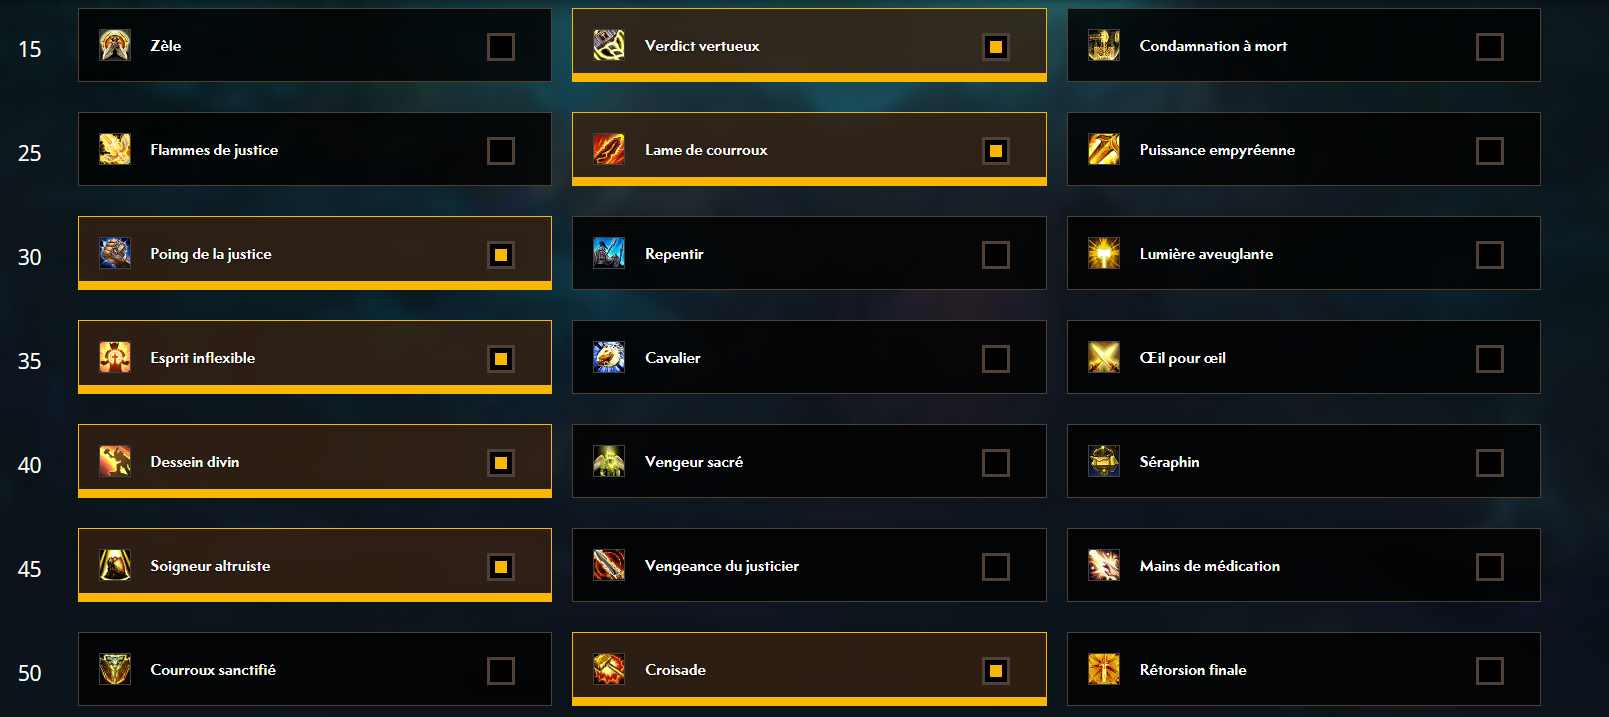 15 Zèle Verdict vertueux Condamnation à mort
25 Flammes de justice Lame de courroux Puissance empyréenne
30 Poing de la justice Repentir Lumière aveuglante
35 Esprit inflexible Cavalier Œil pour œil
40 Dessein divin Vengeur sacré Séraphin
45 Soigneur altruiste Vengeance du justicier Mains de médication
50 Courroux sanctifié Croisade Rétorsion finale